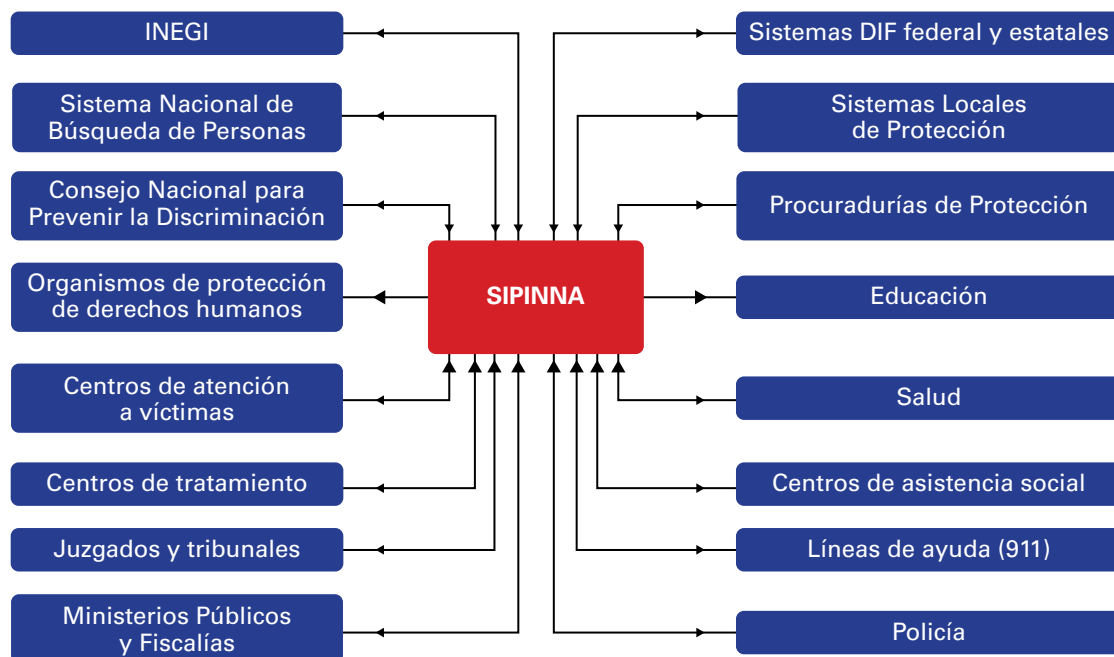 INEGI
Sistema Nacional de
Búsqueda de Personas
Consejo Nacional para
Prevenir la Discriminación
Organismos de protección
de derechos humanos
Centros de atención
a víctimas
Centros de tratamiento
Juzgados y tribunales
Ministerios Públicos
y Fiscalías
SIPINNA
Sistemas DIF federal y estatales
Sistemas Locales
de Protección
Procuradurías de Protección
Educación
Salud
Centros de asistencia social
Líneas de ayuda (911)
Policía